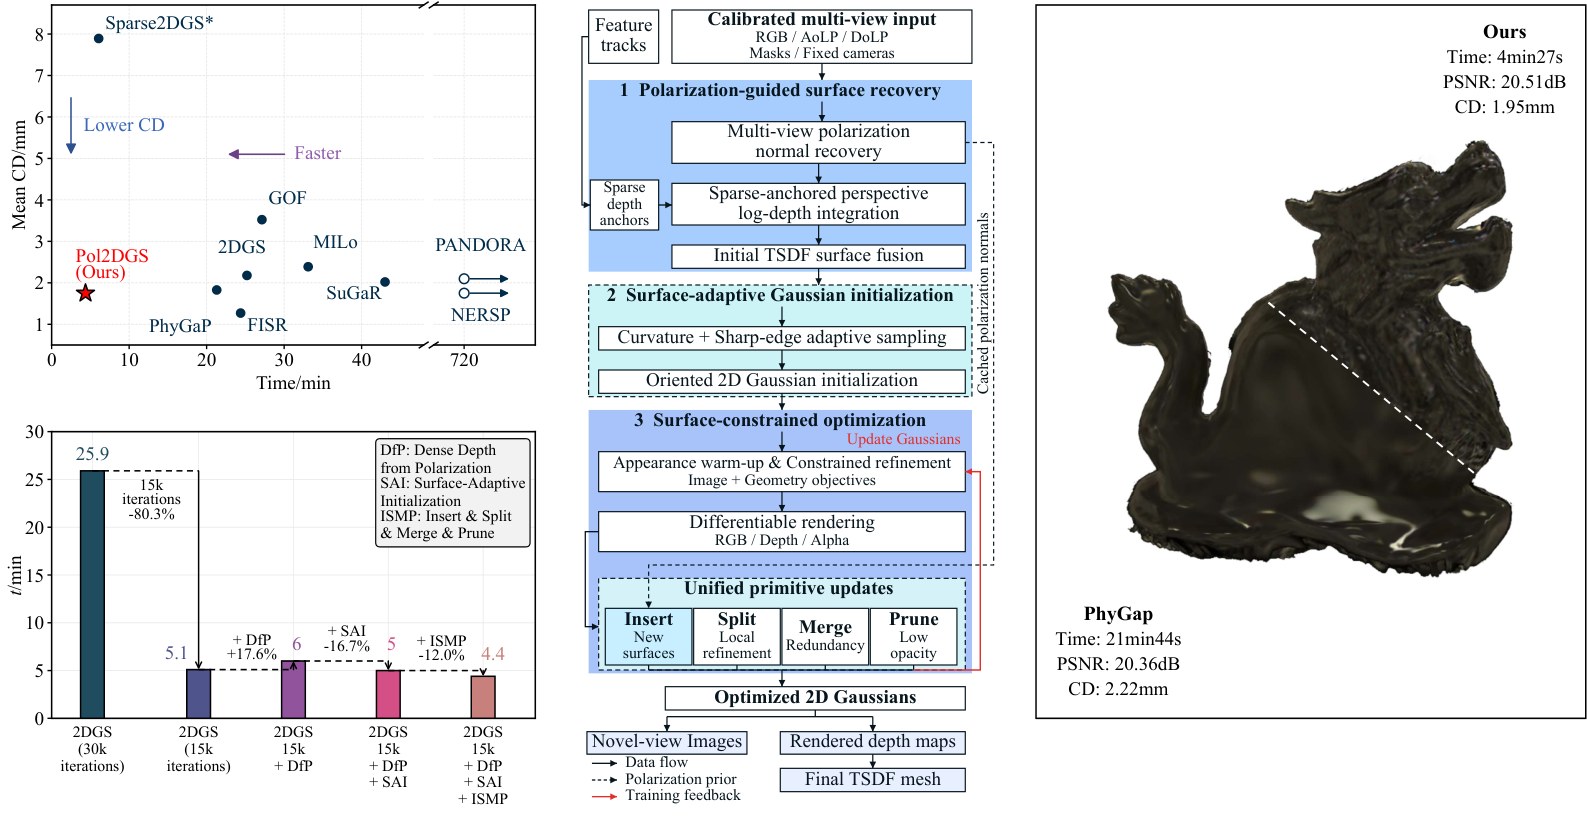 8
7
6
5
4
3
2
1
0
10
20
30
40
720
Mean CD/mm
Time/min
Sparse2DGS*
Lower CD
Faster
GOF
2DGS
MILo
PANDORA
Pol2DGS
(Ours)
SuGaR
PhyGaP
FISR
NERSP
30
25
20
15
10
5
0
t/min
25.9
15k
iterations
-80.3%
DfP: Dense Depth
from Polarization
SAI: Surface-Adaptive
Initialization
ISMP: Insert & Split
& Merge & Prune
5.1
+ DfP
+17.6%
6
+ SAI
-16.7%
5
+ ISMP
-12.0%
4.4
2DGS
(30k
iterations)
2DGS
(15k
iterations)
2DGS
15k
+ DfP
2DGS
15k
+ DfP
+ SAI
2DGS
15k
+ DfP
+ SAI
+ ISMP
Feature
tracks
Calibrated multi-view input
RGB / AoLP / DoLP
Masks / Fixed cameras
1 Polarization-guided surface recovery
Multi-view polarization
normal recovery
Sparse
depth
anchors
Sparse-anchored perspective
log-depth integration
Initial TSDF surface fusion
Cached polarization normals
2 Surface-adaptive Gaussian initialization
Curvature + Sharp-edge adaptive sampling
Oriented 2D Gaussian initialization
3 Surface-constrained optimization
Update Gaussians
Appearance warm-up & Constrained refinement
Image + Geometry objectives
Differentiable rendering
RGB / Depth / Alpha
Unified primitive updates
Insert
New
surfaces
Split
Local
refinement
Merge
Redundancy
Prune
Low
opacity
Optimized 2D Gaussians
Novel-view Images
Rendered depth maps
Final TSDF mesh
Data flow
Polarization prior
Training feedback
Ours
Time: 4min27s
PSNR: 20.51dB
CD: 1.95mm
PhyGap
Time: 21min44s
PSNR: 20.36dB
CD: 2.22mm